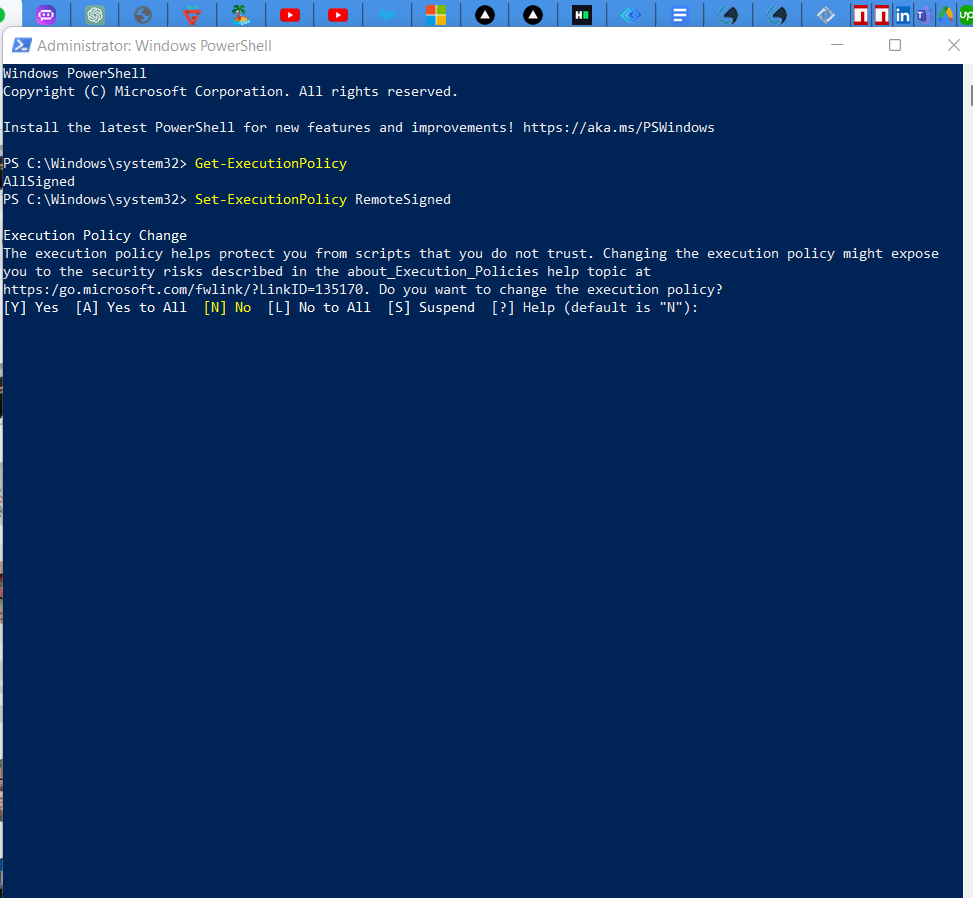 Administrator: Windows PowerShell
Windows PowerShell
Copyright (C) Microsoft Corporation. All rights reserved.
Install the latest PowerShell for new features and improvements! https://aka.ms/PSWindows
PS C:\Windows\system32> Get-ExecutionPolicy
AllSigned
PS C:\Windows\system32> Set-ExecutionPolicy RemoteSigned
Execution Policy Change
The execution policy helps protect you from scripts that you do not trust. Changing the execution policy might expose
you to the security risks described in the about_Execution_Policies help topic at
https:/go.microsoft.com/fwlink/?LinkID=135170. Do you want to change the execution policy?
[Y] Yes  [A] Yes to All  [N] No  [L] No to All  [S] Suspend  [?] Help (default is "N"):